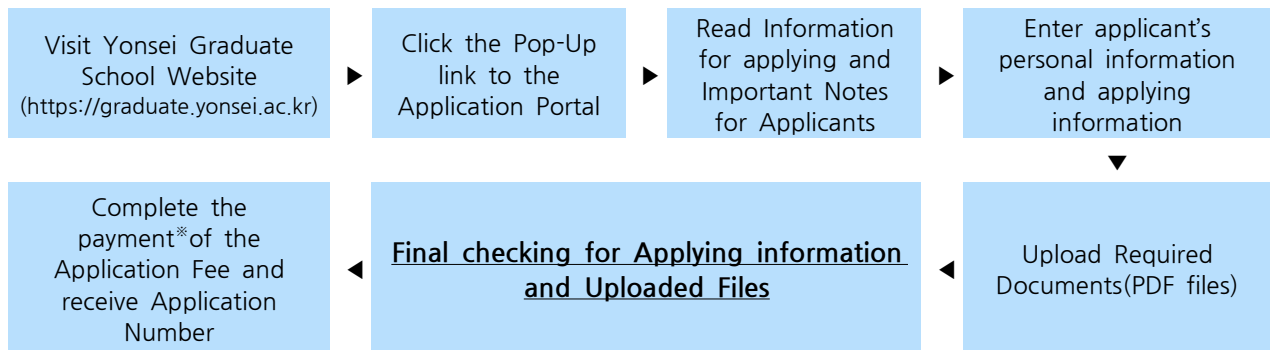 Visit Yonsei Graduate
School Website
(https://graduate.yonsei.ac.kr)
▶
Click the Pop-Up
link to the
Application Portal
▶
Read Information
for applying and
Important Notes
for Applicants
▶
Enter applicant's
personal information
and applying
information
▼
Upload Required
Documents(PDF files)
◀
Final checking for Applying information
and Uploaded Files
◀
Complete the
payment※of the
Application Fee and
receive Application
Number